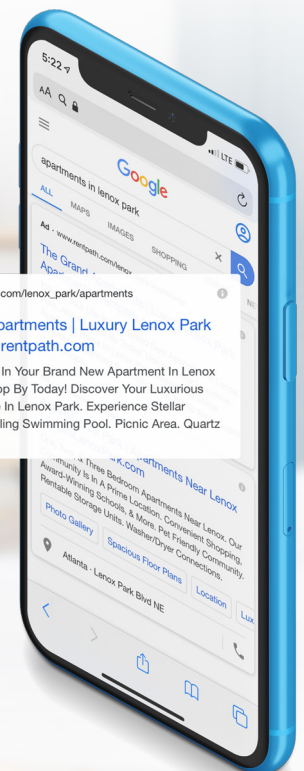 5:22
LTE
AA
Google
apartments in lenox park
ALL MAPS IMAGES SHOPPING
Ad · www.rentpath.com/lenox
The Grand
.com/lenox_park/apartments
partments | Luxury Lenox Park
rentpath.com
In Your Brand New Apartment In Lenox
op By Today! Discover Your Luxurious
In Lenox Park. Experience Stellar
ling Swimming Pool. Picnic Area. Quartz
Three Bedroom Apartments Near Lenox. Our
Community Is In A Prime Location. Convenient Shopping,
Award-Winning Schools, & More. Pet Friendly Community.
Rentable Storage Units. Washer/Dryer Connections.
Photo Gallery
Spacious Floor Plans
Location
Lux
Atlanta · Lenox Park Blvd NE